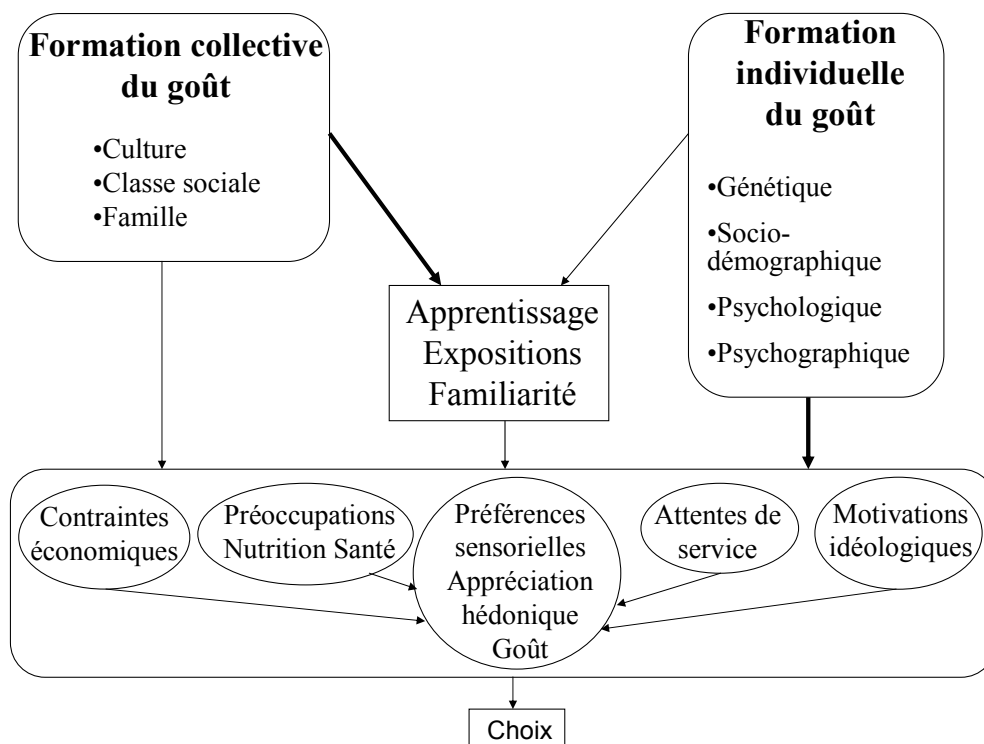 Formation collective
du goût
•Culture
•Classe sociale
•Famille
Formation
individuelle
du goût
•Génétique
•Socio-
démographique
•Psychologique
•Psychographique
Apprentissage
Expositions
Familiarité
Contraintes
économiques
Préoccupations
Nutrition Santé
Préférences
sensorielles
Appréciation
hédonique
Goût
Attentes de
service
Motivations
idéologiques
Choix